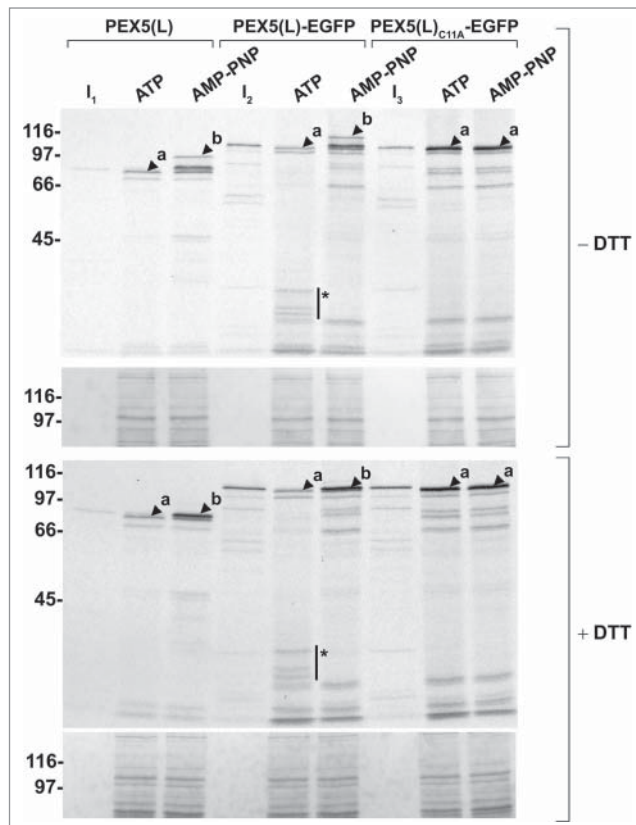 PEX5(L) PEX5(L)-EGFP PEX5(L)C11A-EGFP
I1 ATP AMP-PNP I2 ATP AMP-PNP I3 ATP AMP-PNP
116-
97-
66-
45-
a b a b a a
*
– DTT
116-
97-
116-
97-
66-
45-
a b a b a a
*
+ DTT
116-
97-